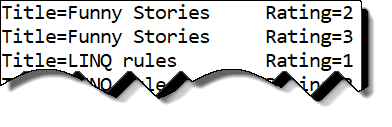 Title=Funny Stories     Rating=2
Title=Funny Stories     Rating=3
Title=LINQ rules        Rating=1